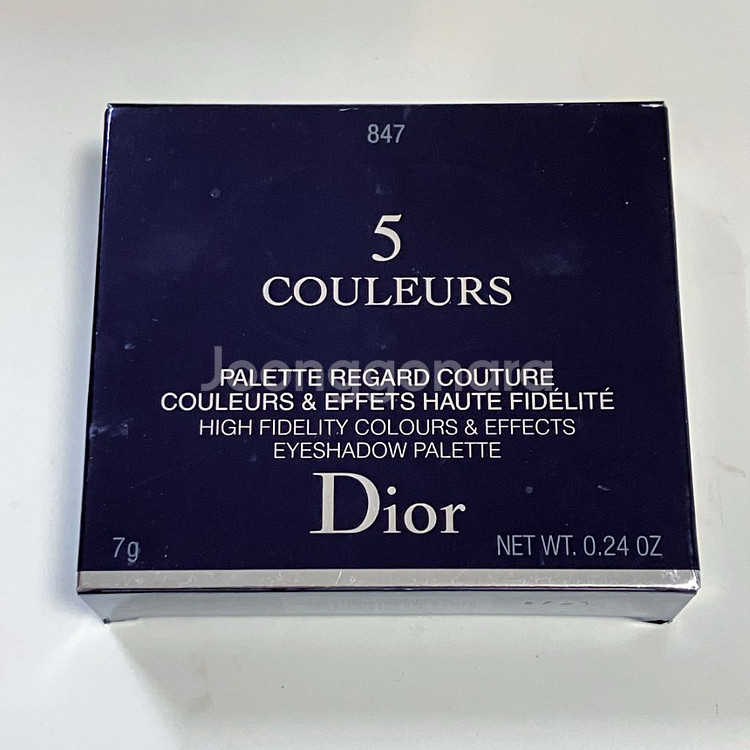 847
5
COULEURS
Joonggonara
PALETTE REGARD COUTURE
COULEURS & EFFETS HAUTE FIDÉLITÉ
HIGH FIDELITY COLOURS & EFFECTS
EYESHADOW PALETTE
Dior
7g
NET WT. 0.24 OZ